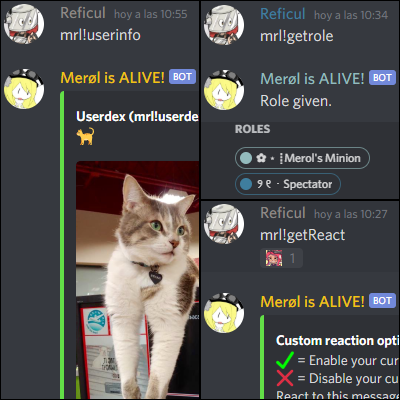 Reficul hoy a las 10:55
mrl!userinfo
Merøl is ALIVE! BOT
Userdex (mrl!userde
Reficul hoy a las 10:34
mrl!getrole
Merøl is ALIVE! BOT
Role given.
ROLES
✿ ⋆ ┊Merol's Minion
୨୧ · Spectator
Reficul hoy a las 10:27
mrl!getReact
1
Merøl is ALIVE! BOT
Custom reaction opti
= Enable your cur
= Disable your cu
React to this message